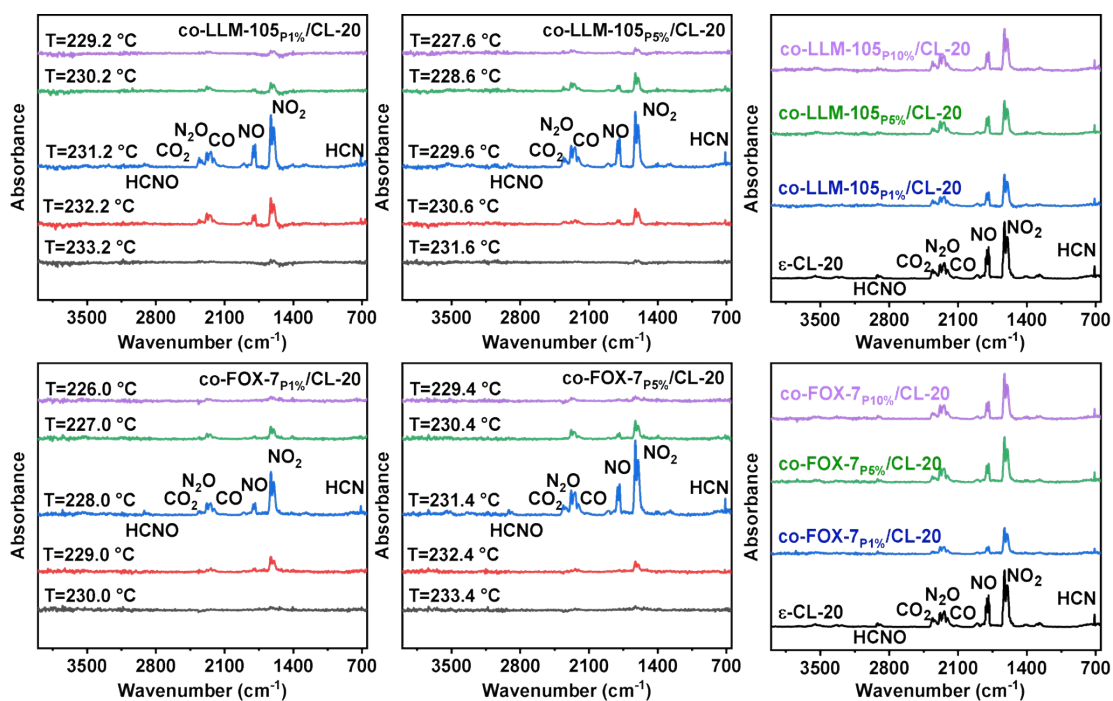 co-LLM-105P1%/CL-20
T=229.2 °C
T=230.2 °C
T=231.2 °C
T=232.2 °C
T=233.2 °C
CO2
N2O
CO
NO
NO2
HCN
HCNO
Absorbance
3500 2800 2100 1400 700
Wavenumber (cm-1)
co-LLM-105P5%/CL-20
T=227.6 °C
T=228.6 °C
T=229.6 °C
T=230.6 °C
T=231.6 °C
CO2
N2O
CO
NO
NO2
HCN
HCNO
Absorbance
3500 2800 2100 1400 700
Wavenumber (cm-1)
co-LLM-105P10%/CL-20
co-LLM-105P5%/CL-20
co-LLM-105P1%/CL-20
ε-CL-20
CO2
N2O
CO
NO
NO2
HCN
HCNO
Absorbance
3500 2800 2100 1400 700
Wavenumber (cm-1)
co-FOX-7P1%/CL-20
T=226.0 °C
T=227.0 °C
T=228.0 °C
T=229.0 °C
T=230.0 °C
CO2
N2O
CO
NO
NO2
HCN
HCNO
Absorbance
3500 2800 2100 1400 700
Wavenumber (cm-1)
co-FOX-7P5%/CL-20
T=229.4 °C
T=230.4 °C
T=231.4 °C
T=232.4 °C
T=233.4 °C
CO2
N2O
CO
NO
NO2
HCN
HCNO
Absorbance
3500 2800 2100 1400 700
Wavenumber (cm-1)
co-FOX-7P10%/CL-20
co-FOX-7P5%/CL-20
co-FOX-7P1%/CL-20
ε-CL-20
CO2
N2O
CO
NO
NO2
HCN
HCNO
Absorbance
3500 2800 2100 1400 700
Wavenumber (cm-1)